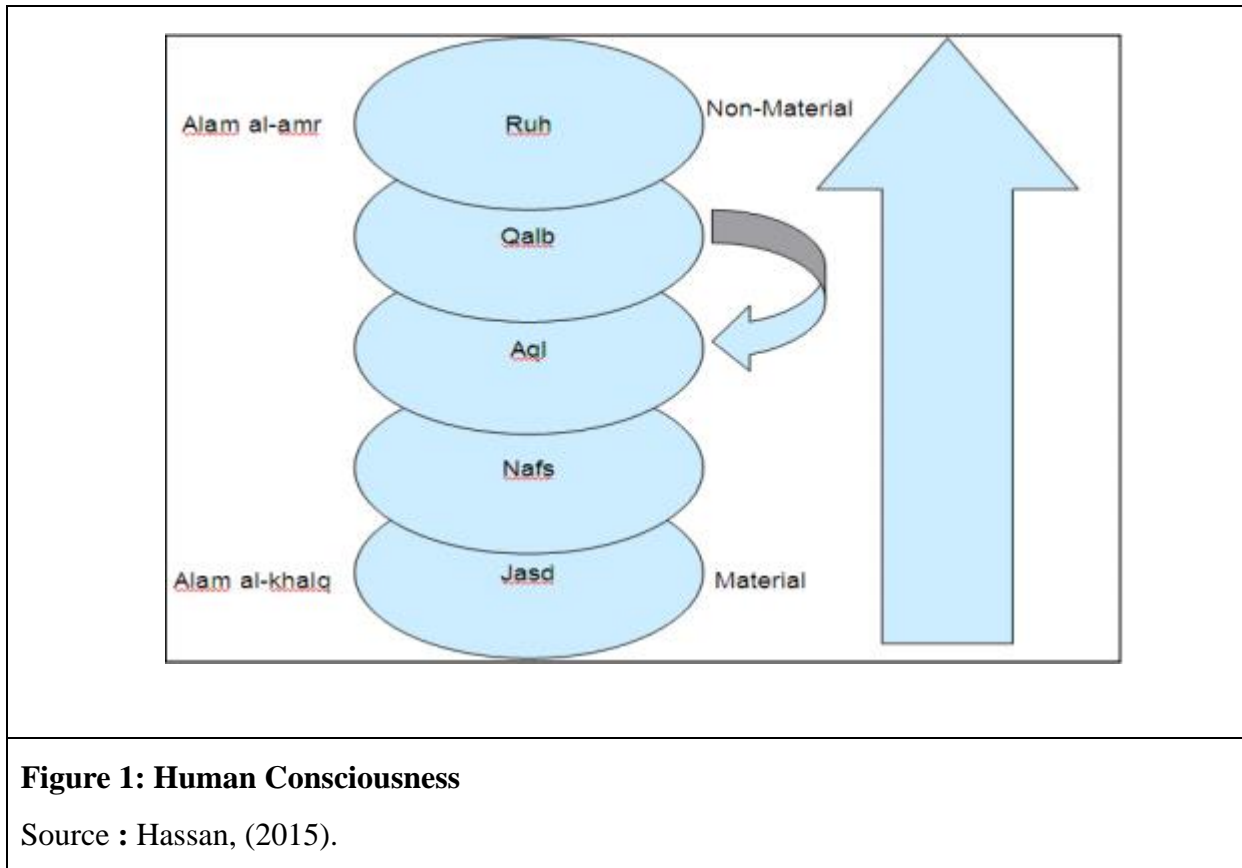 Alam al-amr Ruh Non-Material
Qalb
Aql
Nafs
Alam al-khalq Jasd Material
Figure 1: Human Consciousness
Source : Hassan, (2015).